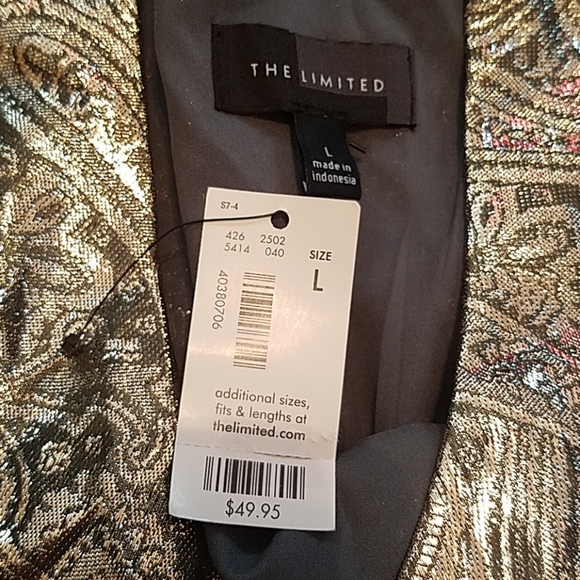 THE LIMITED
L
made in
indonesia
S7-4
426 2502
5414 040
SIZE
L
40380706
additional sizes,
fits & lengths at
thelimited.com
$49.95